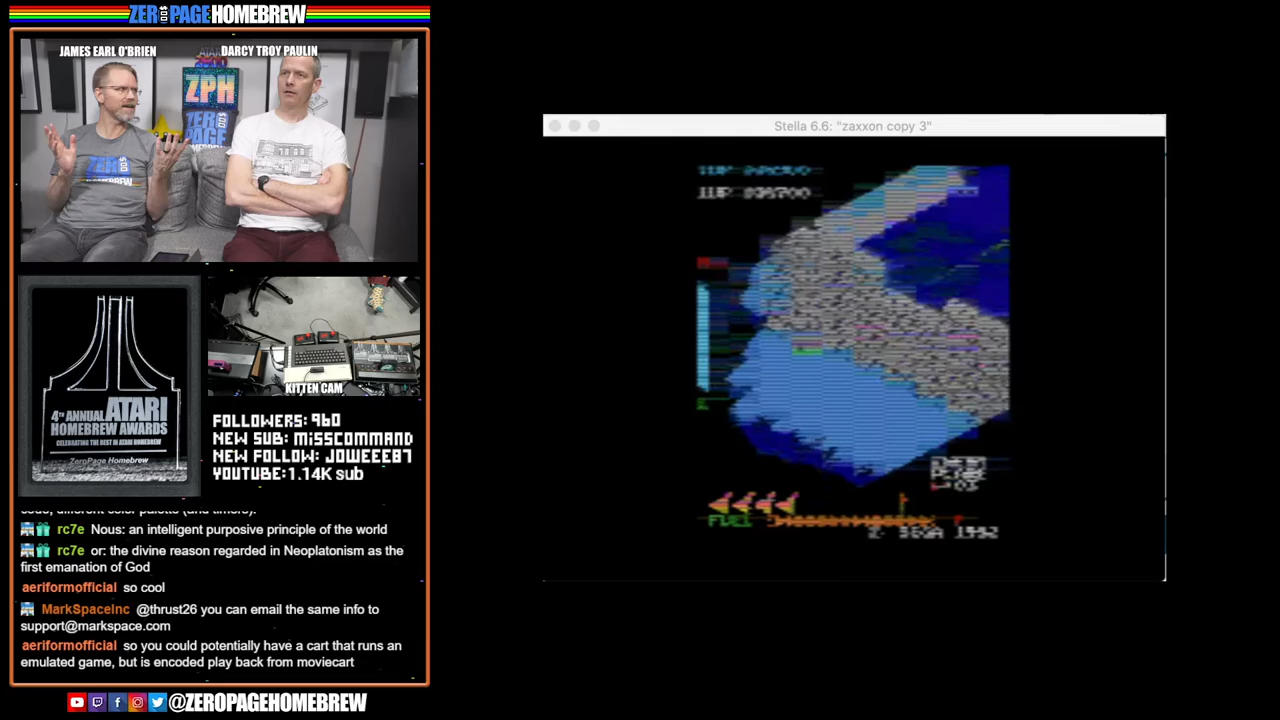 ZEROPAGE HOMEBREW
JAMES EARL O'BRIEN
DARCY TROY PAULIN
ATARI
ZPH
4TH ANNUAL ATARI
HOMEBREW AWARDS
CELEBRATING THE BEST IN ATARI HOMEBREW
ZeroPage Homebrew
KITTEN CAM
FOLLOWERS: 960
NEW SUB: MISSCOMMAND
NEW FOLLOW: JOWEEE87
YOUTUBE: 1.14K sub
rc7e Nous: an intelligent purposive principle of the world
rc7e or: the divine reason regarded in Neoplatonism as the
first emanation of God
aeriformofficial so cool
MarkSpaceInc @thrust26 you can email the same info to
support@markspace.com
aeriformofficial so you could potentially have a cart that runs an
emulated game, but is encoded play back from moviecart
@ZEROPAGEHOMEBREW
Stella 6.6: "zaxxon copy 3"
FUEL
SEGA 1982